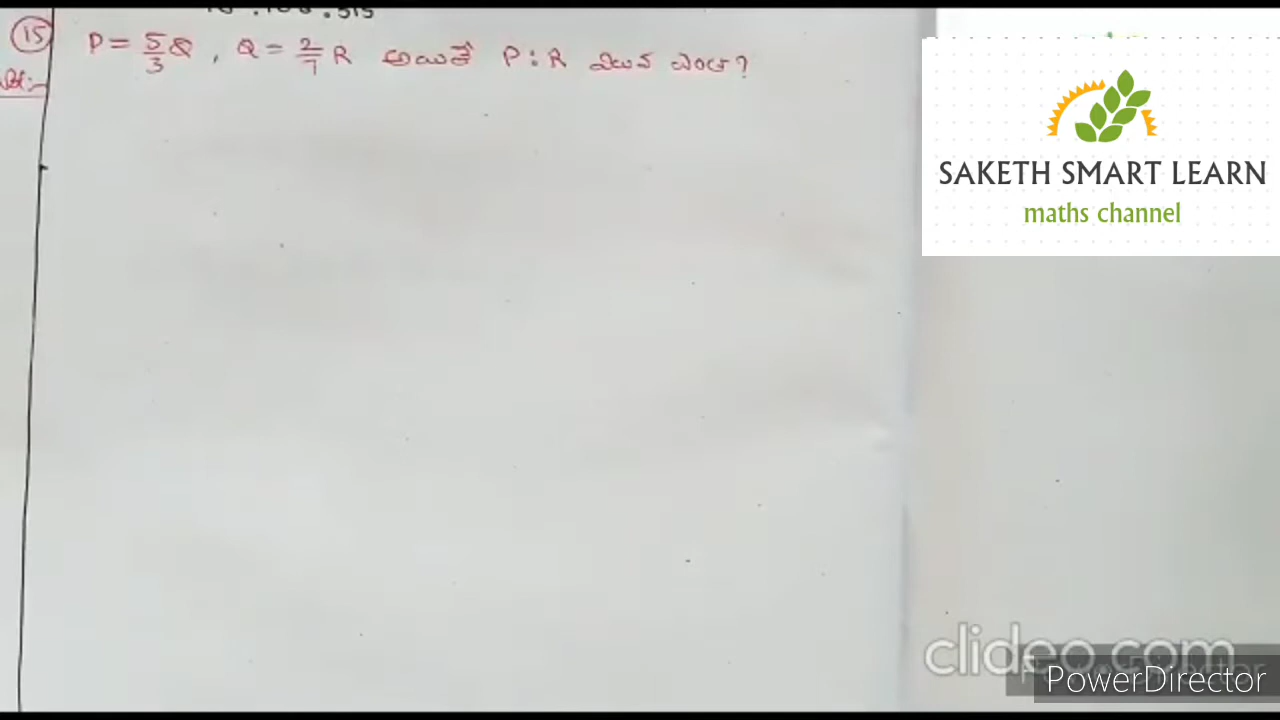 15
P = 5/3 Q , Q = 2/7 R అయితే P : R విలువ ఎంత?
SAKETH SMART LEARN
maths channel
clideo.com
PowerDirector